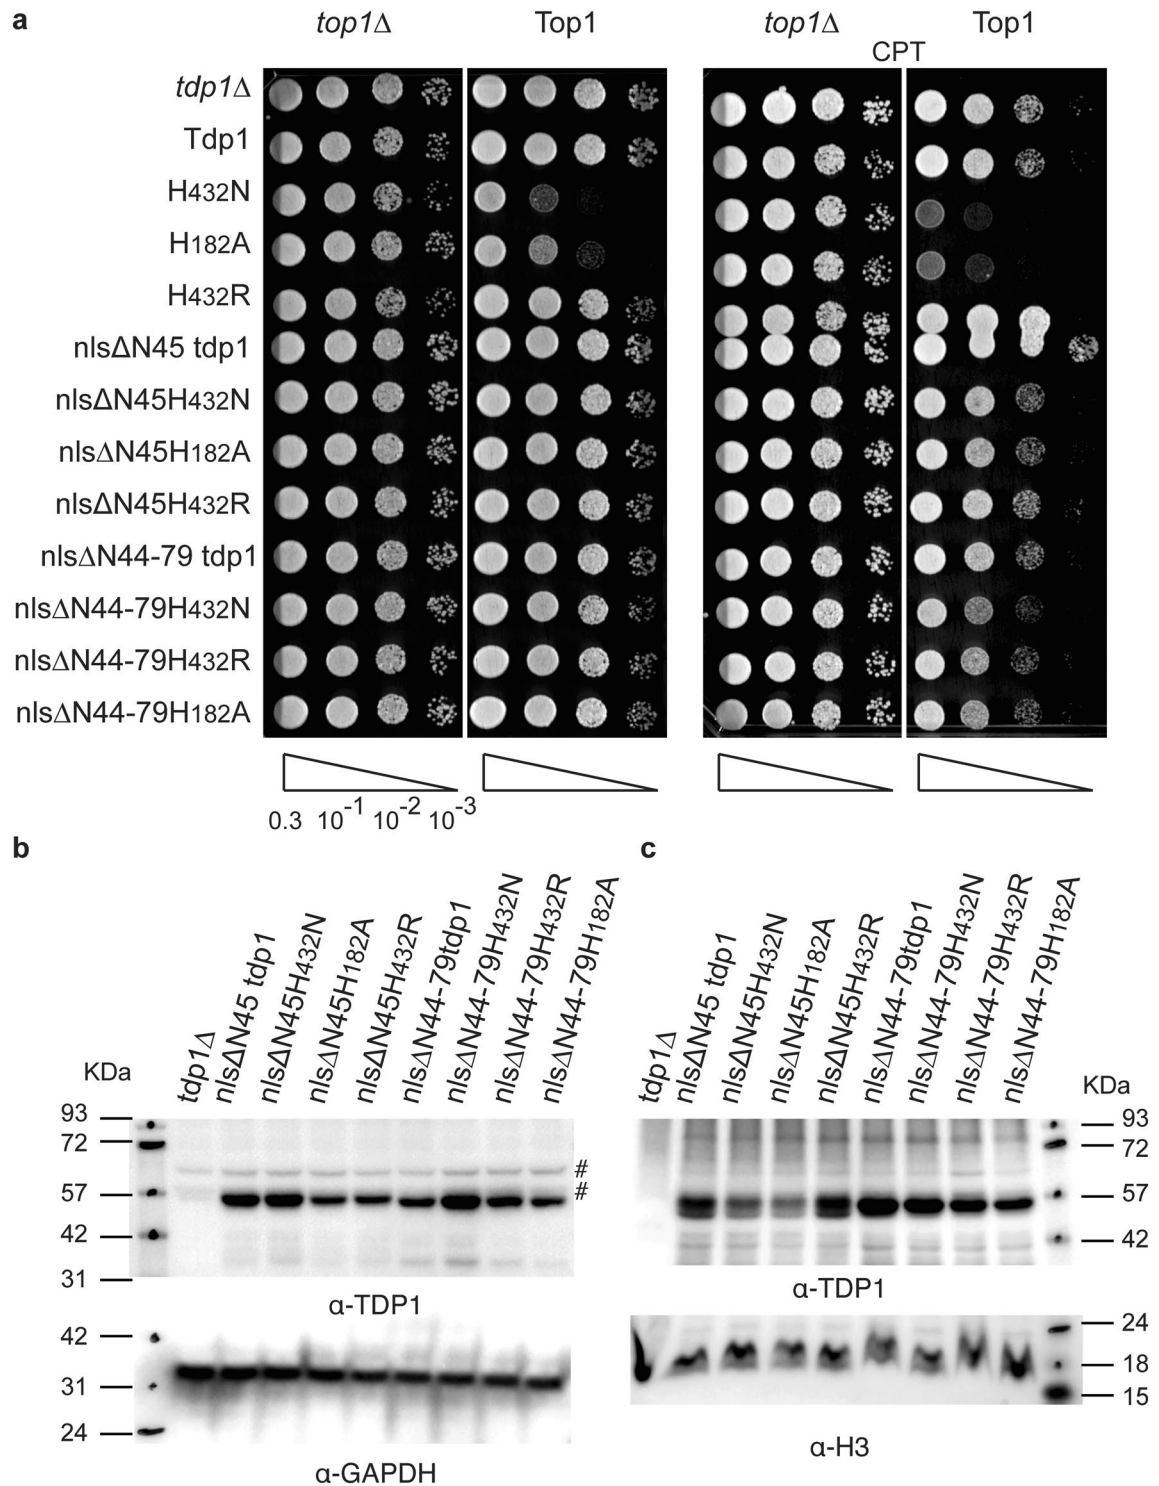 a
top1Δ Top1 top1Δ Top1
CPT
tdp1Δ
Tdp1
H432N
H182A
H432R
nlsΔN45 tdp1
nlsΔN45H432N
nlsΔN45H182A
nlsΔN45H432R
nlsΔN44-79 tdp1
nlsΔN44-79H432N
nlsΔN44-79H432R
nlsΔN44-79H182A
0.3 10-1 10-2 10-3
b
tdp1Δ
nlsΔN45 tdp1
nlsΔN45H432N
nlsΔN45H182A
nlsΔN45H432R
nlsΔN44-79tdp1
nlsΔN44-79H432N
nlsΔN44-79H432R
nlsΔN44-79H182A
KDa
93
72
57
42
31
#
#
α-TDP1
42
31
24
α-GAPDH
c
tdp1Δ
nlsΔN45 tdp1
nlsΔN45H432N
nlsΔN45H182A
nlsΔN45H432R
nlsΔN44-79tdp1
nlsΔN44-79H432N
nlsΔN44-79H432R
nlsΔN44-79H182A
KDa
93
72
57
42
α-TDP1
24
18
15
α-H3